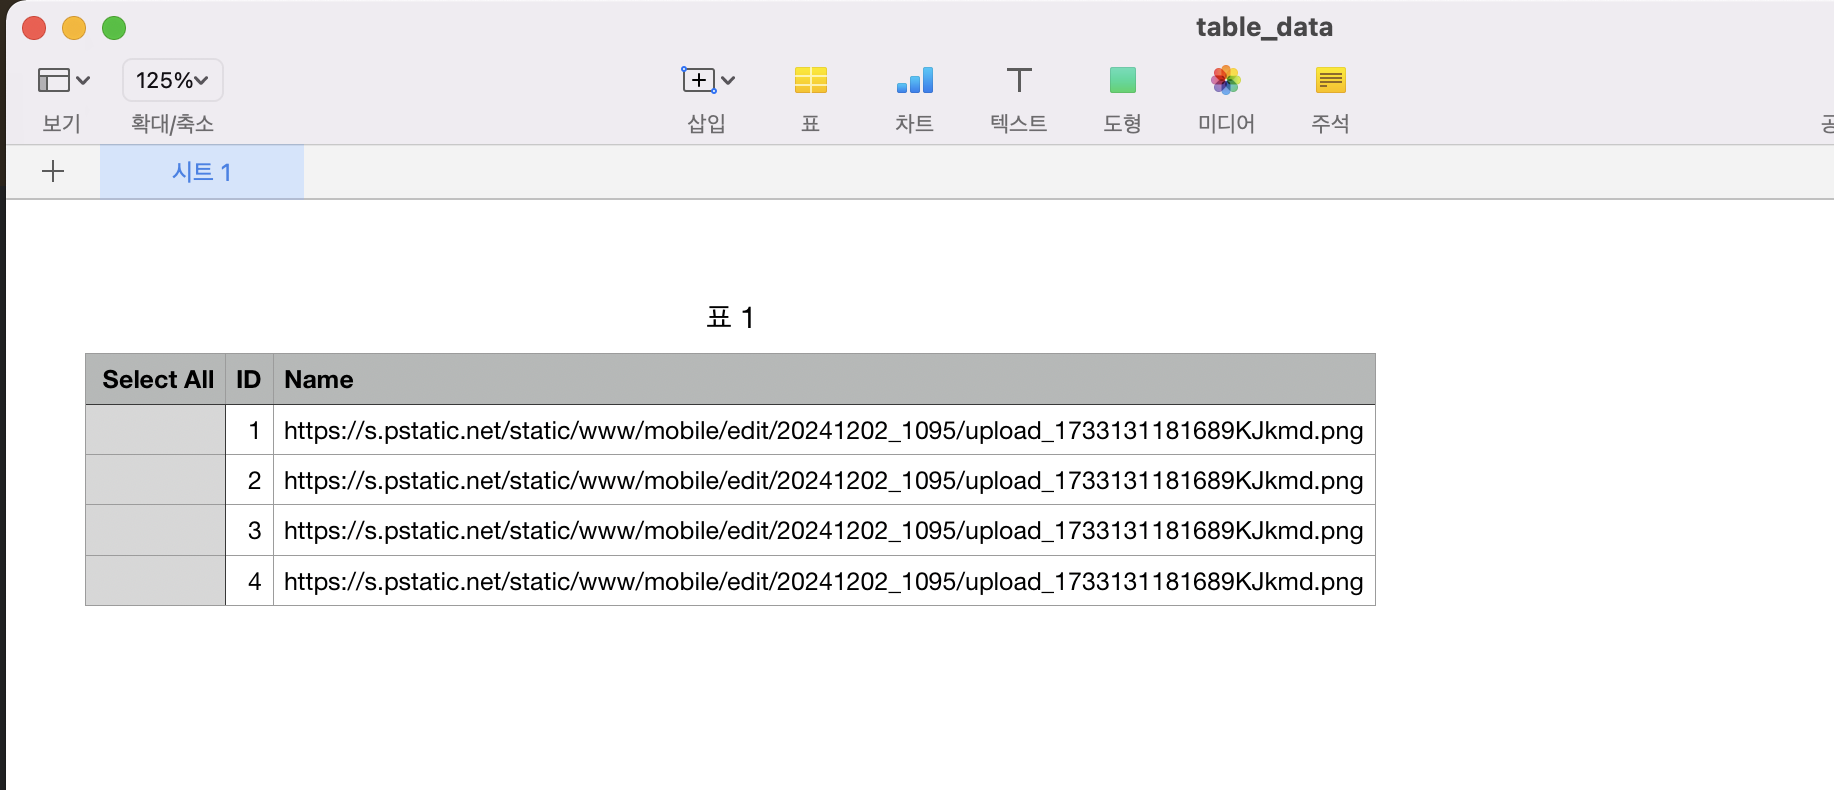 table_data
125%
보기 확대/축소 삽입 표 차트 텍스트 도형 미디어 주석
시트 1
표 1
Select All ID Name
1 https://s.pstatic.net/static/www/mobile/edit/20241202_1095/upload_1733131181689KJkmd.png
2 https://s.pstatic.net/static/www/mobile/edit/20241202_1095/upload_1733131181689KJkmd.png
3 https://s.pstatic.net/static/www/mobile/edit/20241202_1095/upload_1733131181689KJkmd.png
4 https://s.pstatic.net/static/www/mobile/edit/20241202_1095/upload_1733131181689KJkmd.png